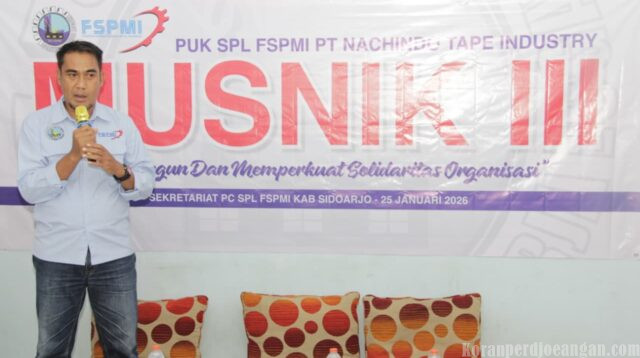 FSPMI
PUK SPL FSPMI PT NACHINDO TAPE INDUSTRY
MUSNIK III
gun Dan Memperkuat Solidaritas Organisasi"
SEKRETARIAT PC SPL FSPMI KAB SIDOARJO - 25 JANUARI 2026
Koranperdjoeangan.com